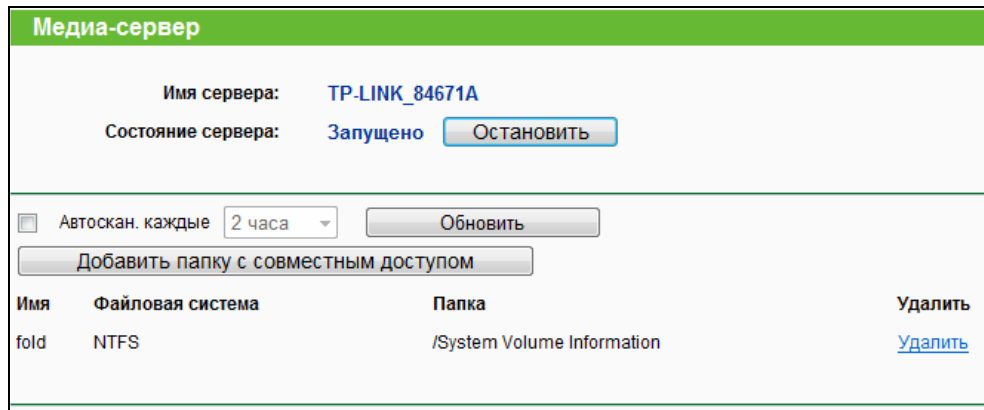 Медиа-сервер
Имя сервера: TP-LINK_84671A
Состояние сервера: Запущено Остановить
Автоскан. каждые 2 часа Обновить
Добавить папку с совместным доступом
Имя Файловая система Папка Удалить
fold NTFS /System Volume Information Удалить